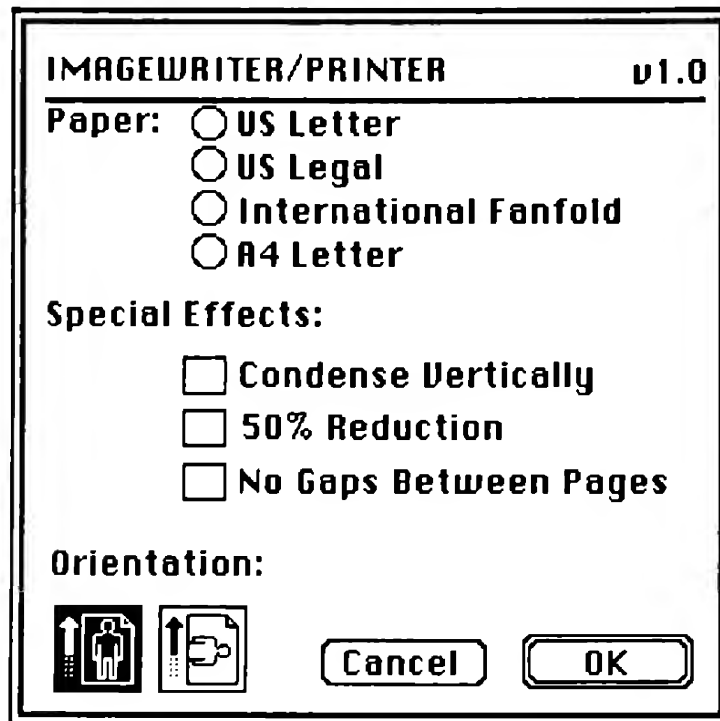 IMAGEWRITER/PRINTER v1.0
Paper: US Letter
US Legal
International Fanfold
A4 Letter
Special Effects:
Condense Vertically
50% Reduction
No Gaps Between Pages
Orientation:
Cancel OK